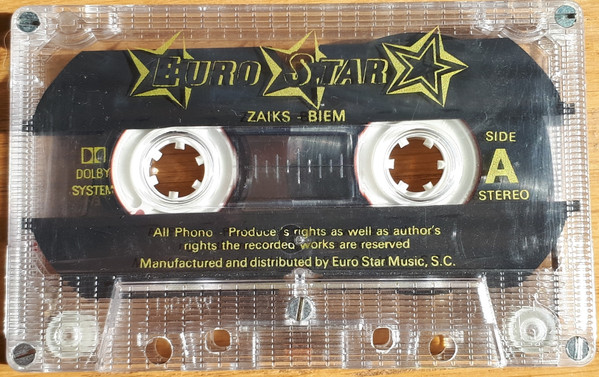 EURO STAR
ZAIKS - BIEM
DOLBY
SYSTEM
SIDE
A
STEREO
All Phono - Produce's rights as well as author's
rights the recorded works are reserved
Manufactured and distributed by Euro Star Music, S.C.